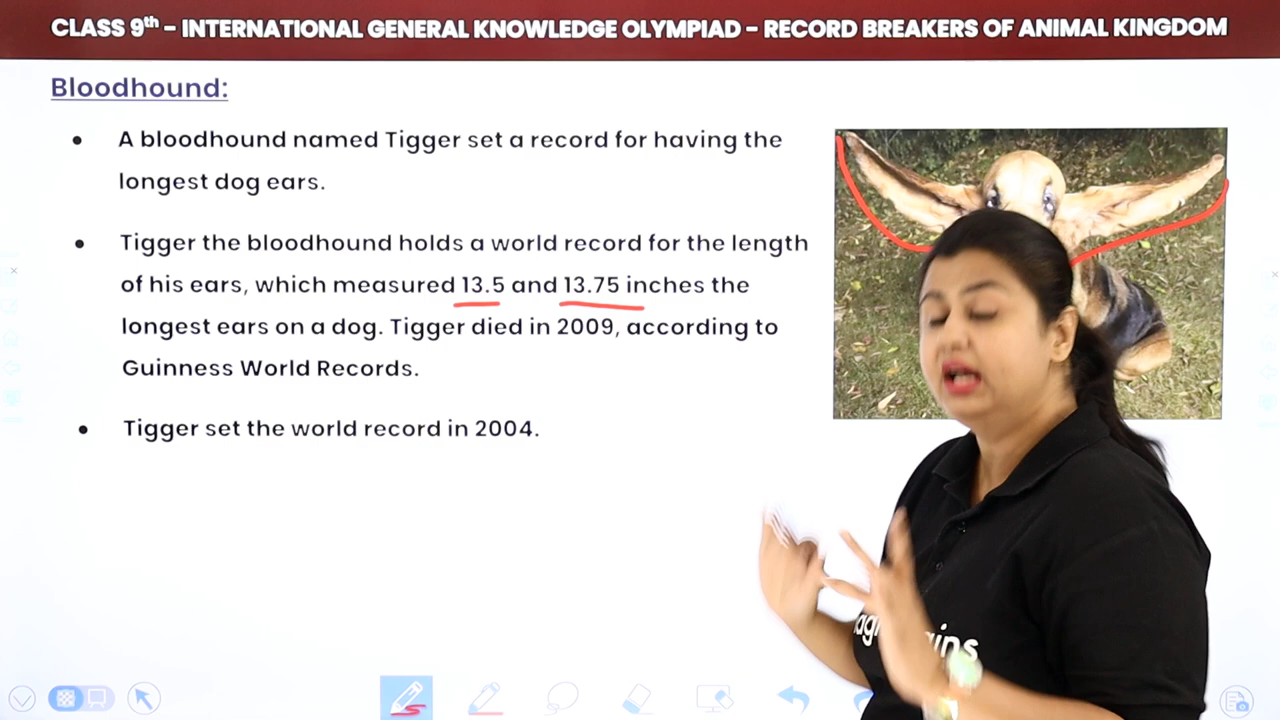 CLASS 9th – INTERNATIONAL GENERAL KNOWLEDGE OLYMPIAD – RECORD BREAKERS OF ANIMAL KINGDOM
Bloodhound:
• A bloodhound named Tigger set a record for having the
longest dog ears.
• Tigger the bloodhound holds a world record for the length
of his ears, which measured 13.5 and 13.75 inches the
longest ears on a dog. Tigger died in 2009, according to
Guinness World Records.
• Tigger set the world record in 2004.